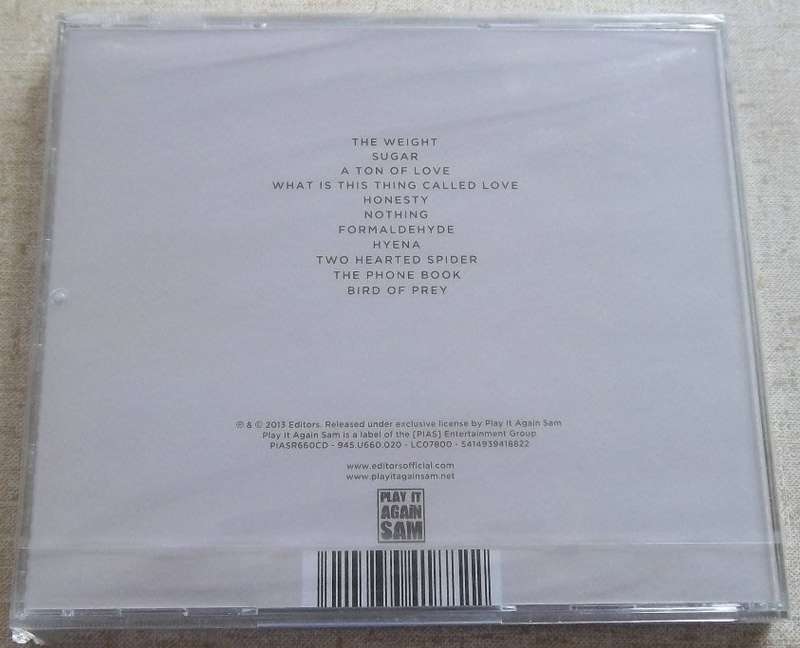 THE WEIGHT
SUGAR
A TON OF LOVE
WHAT IS THIS THING CALLED LOVE
HONESTY
NOTHING
FORMALDEHYDE
HYENA
TWO HEARTED SPIDER
THE PHONE BOOK
BIRD OF PREY
℗ & © 2013 Editors. Released under exclusive license by Play It Again Sam
Play It Again Sam is a label of the [PIAS] Entertainment Group
PIASR660CD - 945.U660.020 - LC07800 - 5414939418822
www.editorsofficial.com
www.playitagainsam.net
PLAY IT
AGAIN
SAM